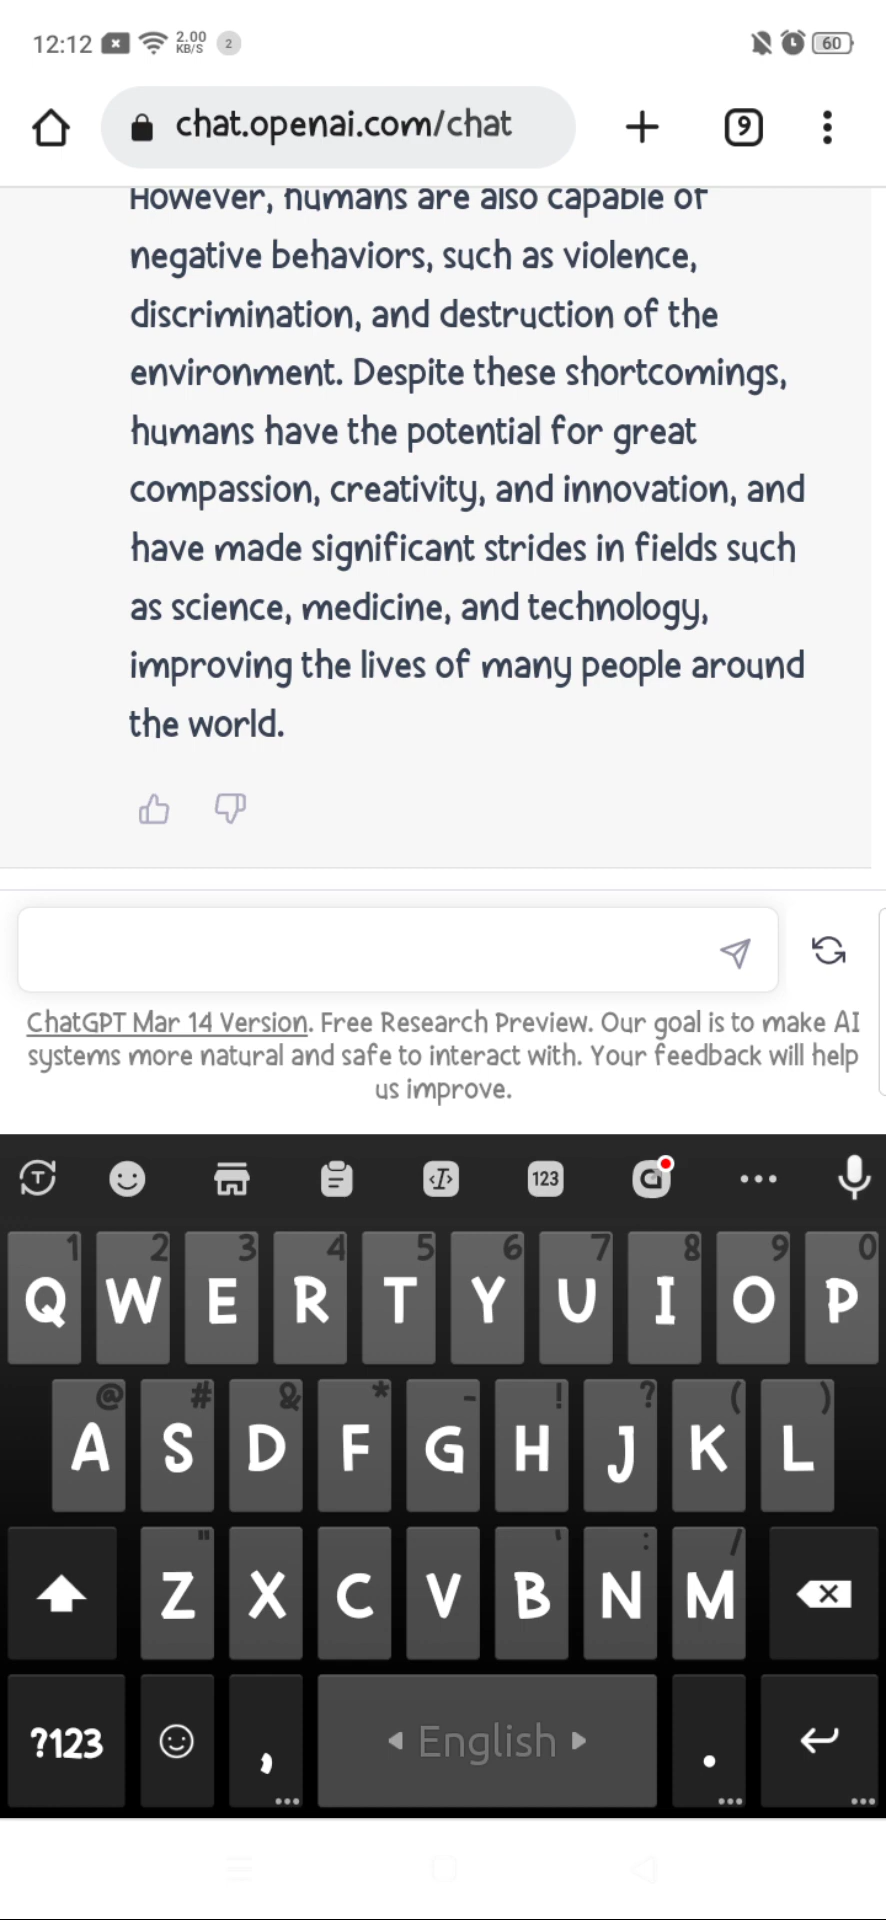 12:12 2.00 KB/S 2 60
chat.openai.com/chat 9
However, humans are also capable of
negative behaviors, such as violence,
discrimination, and destruction of the
environment. Despite these shortcomings,
humans have the potential for great
compassion, creativity, and innovation, and
have made significant strides in fields such
as science, medicine, and technology,
improving the lives of many people around
the world.
ChatGPT Mar 14 Version. Free Research Preview. Our goal is to make AI
systems more natural and safe to interact with. Your feedback will help
us improve.
T 123
1 2 3 4 5 6 7 8 9 0
Q W E R T Y U I O P
@ # & * - ! ? ( )
A S D F G H J K L
" ' : /
Z X C V B N M
?123 , English .